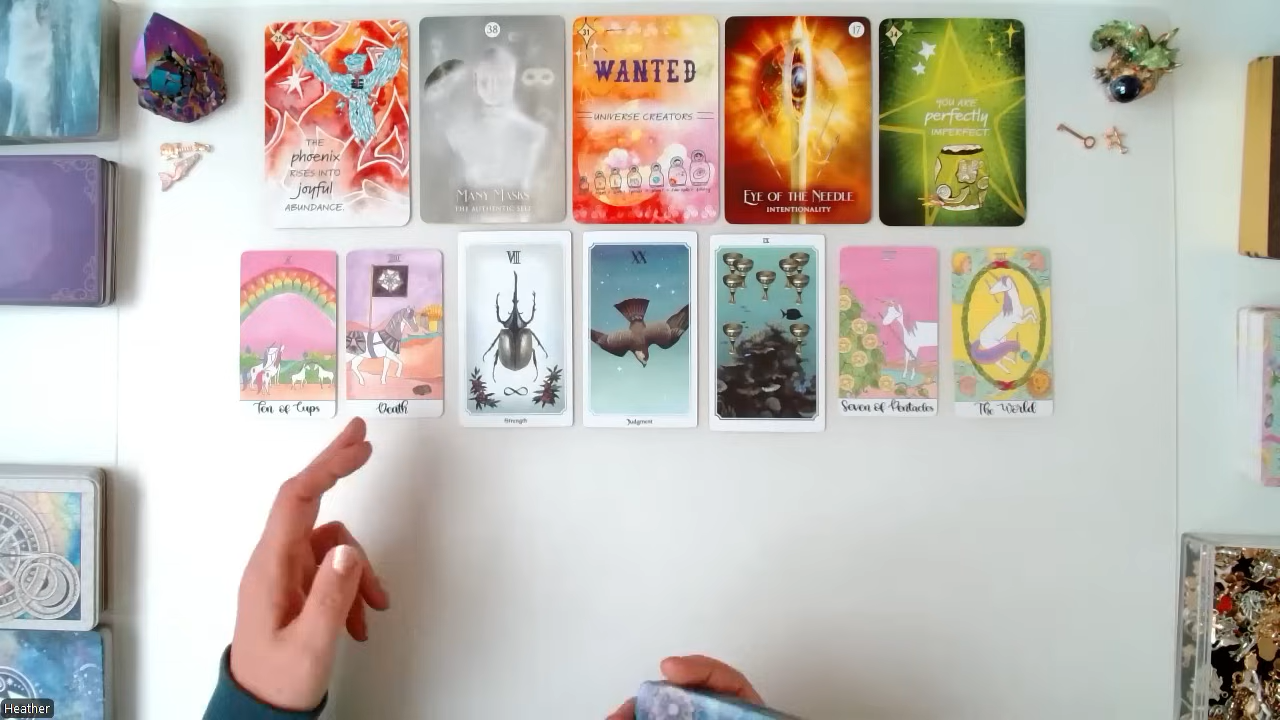 THE
phoenix
RISES INTO
joyful
ABUNDANCE.
38
MANY MASKS
THE AUTHENTIC SELF
WANTED
UNIVERSE CREATORS
17
EYE OF THE NEEDLE
INTENTIONALITY
YOU ARE
perfectly
IMPERFECT.
X
Ten of Cups
Death
VIII
Strength
XX
Judgment
IX
Seven of Pentacles
The World
Heather